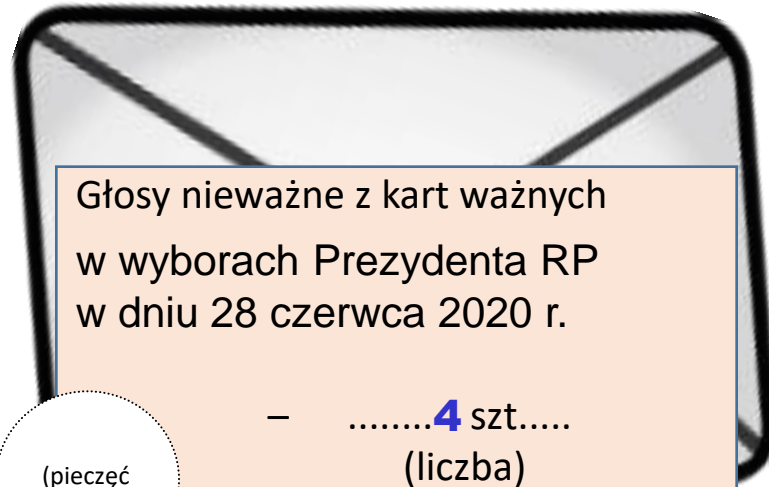 Głosy nieważne z kart ważnych
w wyborach Prezydenta RP
w dniu 28 czerwca 2020 r.
– ........4 szt.....
(liczba)
(pieczęć